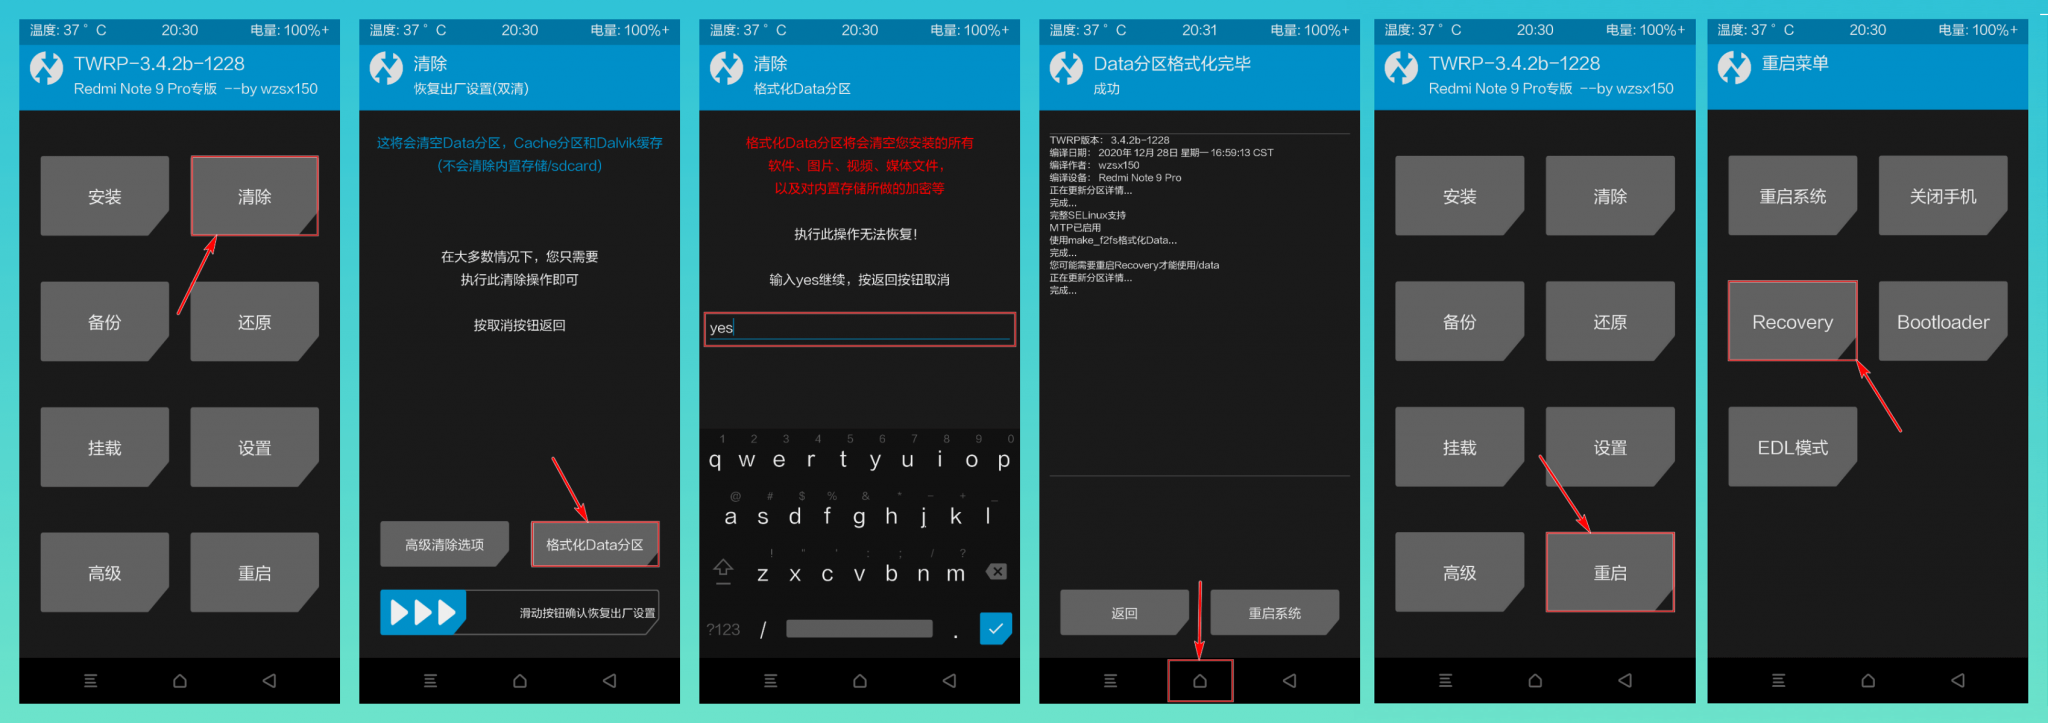 温度: 37 ° C 20:30 电量: 100%+
TWRP-3.4.2b-1228
Redmi Note 9 Pro专版 --by wzsx150
安装 清除
备份 还原
挂载 设置
高级 重启
温度: 37 ° C 20:30 电量: 100%+
清除
恢复出厂设置(双清)
这将会清空Data分区，Cache分区和Dalvik缓存
(不会清除内置存储/sdcard)
在大多数情况下，您只需要
执行此清除操作即可
按取消按钮返回
高级清除选项 格式化Data分区
滑动按钮确认恢复出厂设置
温度: 37 ° C 20:30 电量: 100%+
清除
格式化Data分区
格式化Data分区将会清空您安装的所有
软件、图片、视频、媒体文件，
以及对内置存储所做的加密等
执行此操作无法恢复!
输入yes继续，按返回按钮取消
yes
1 2 3 4 5 6 7 8 9 0
q w e r t y u i o p
@ # $ % & * - + _
a s d f g h j k l
! " ' : ; / ?
z x c v b n m
?123 / .
温度: 37 ° C 20:31 电量: 100%+
Data分区格式化完毕
成功
TWRP版本： 3.4.2b-1228
编译日期： 2020年 12月 28日 星期一 16:59:13 CST
编译作者： wzsx150
编译设备： Redmi Note 9 Pro
正在更新分区详情...
完成...
完整SELinux支持
MTP已启用
使用make_f2fs格式化Data...
完成...
您可能需要重启Recovery才能使用/data
正在更新分区详情...
完成...
返回 重启系统
温度: 37 ° C 20:30 电量: 100%+
TWRP-3.4.2b-1228
Redmi Note 9 Pro专版 --by wzsx150
安装 清除
备份 还原
挂载 设置
高级 重启
温度: 37 ° C 20:30 电量: 100%+
重启菜单
重启系统 关闭手机
Recovery Bootloader
EDL模式